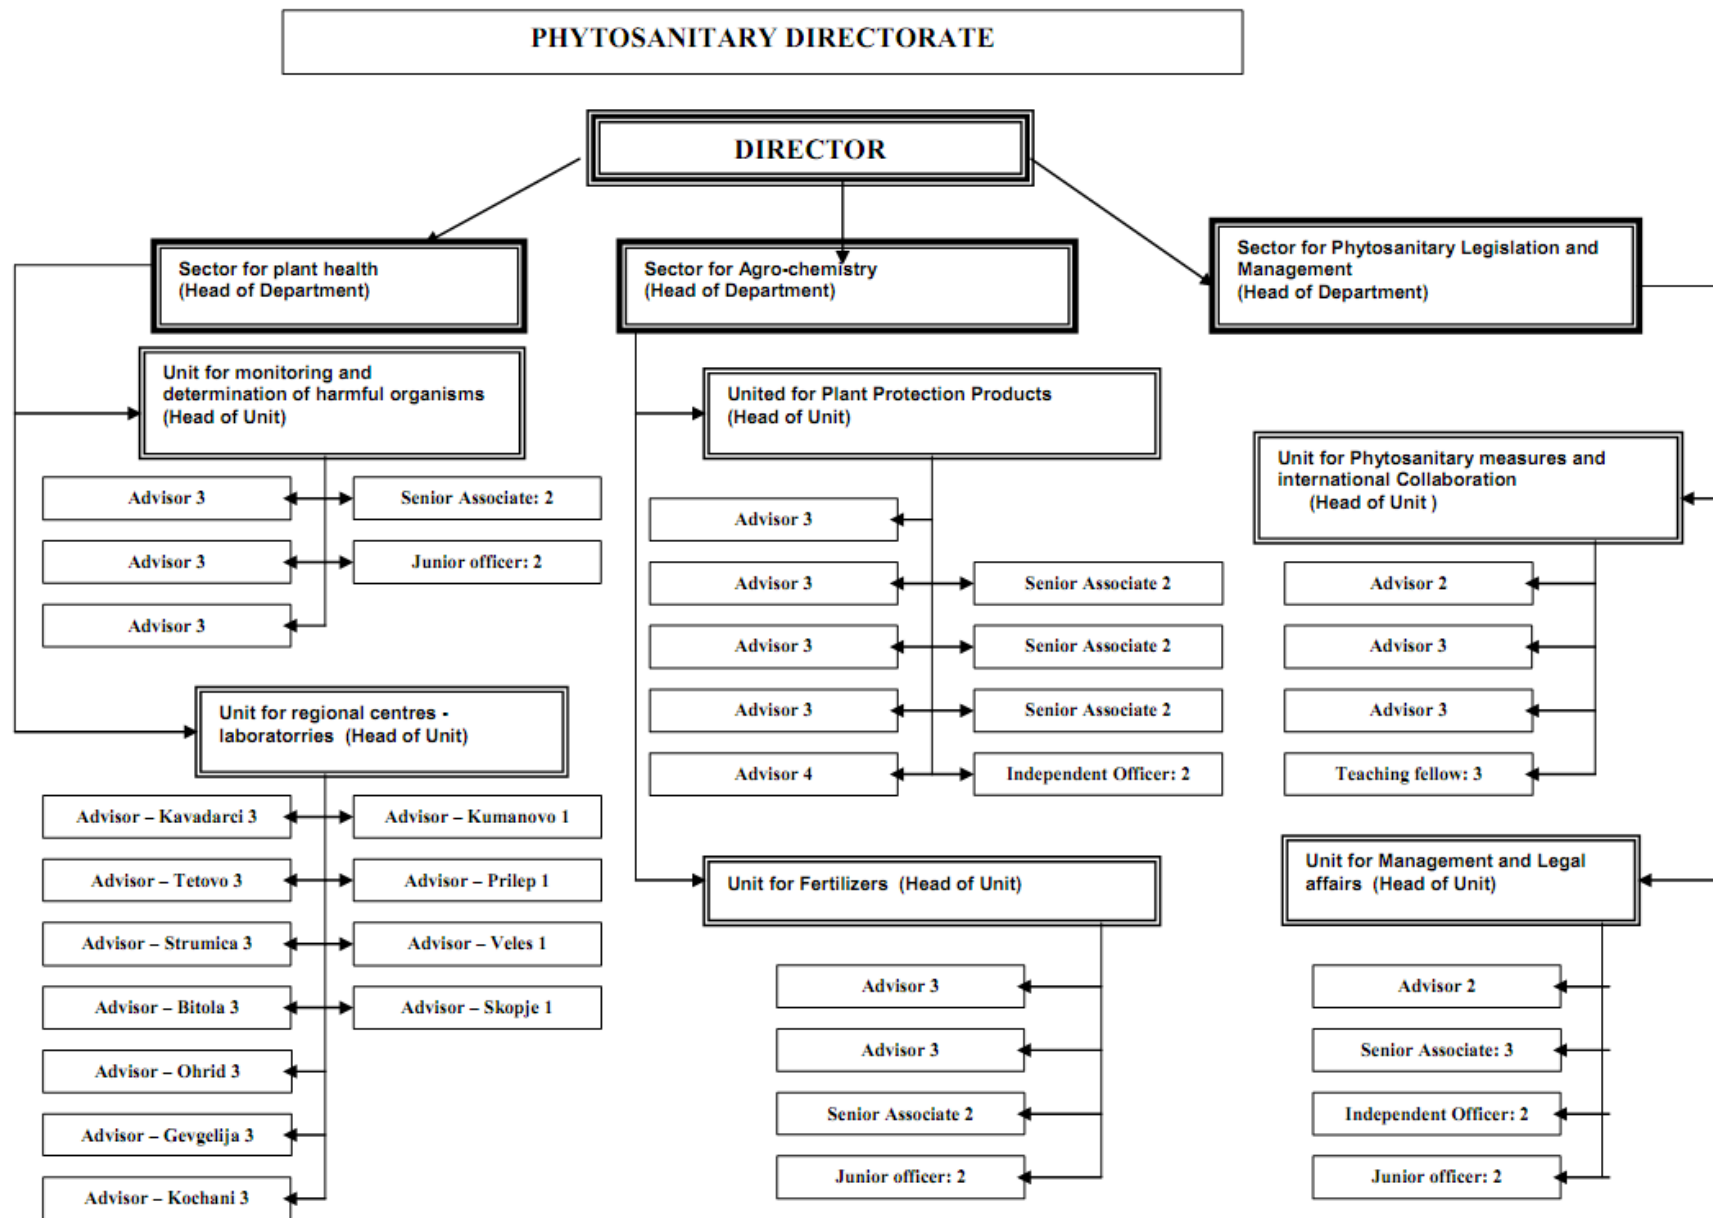 PHYTOSANITARY DIRECTORATE
DIRECTOR
Sector for plant health
(Head of Department)
Sector for Agro-chemistry
(Head of Department)
Sector for Phytosanitary Legislation and
Management
(Head of Department)
Unit for monitoring and
determination of harmful organisms
(Head of Unit)
Advisor 3
Senior Associate: 2
Advisor 3
Junior officer: 2
Advisor 3
Unit for regional centres -
laboratorries (Head of Unit)
Advisor – Kavadarci 3
Advisor – Kumanovo 1
Advisor – Tetovo 3
Advisor – Prilep 1
Advisor – Strumica 3
Advisor – Veles 1
Advisor – Bitola 3
Advisor – Skopje 1
Advisor – Ohrid 3
Advisor – Gevgelija 3
Advisor – Kochani 3
United for Plant Protection Products
(Head of Unit)
Advisor 3
Advisor 3
Senior Associate 2
Advisor 3
Senior Associate 2
Advisor 3
Senior Associate 2
Advisor 4
Independent Officer: 2
Unit for Fertilizers (Head of Unit)
Advisor 3
Advisor 3
Senior Associate 2
Junior officer: 2
Unit for Phytosanitary measures and
international Collaboration
(Head of Unit )
Advisor 2
Advisor 3
Advisor 3
Teaching fellow: 3
Unit for Management and Legal
affairs (Head of Unit)
Advisor 2
Senior Associate: 3
Independent Officer: 2
Junior officer: 2